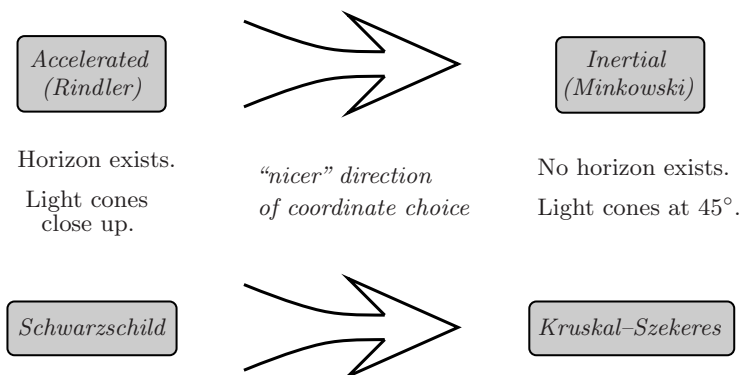 Accelerated
(Rindler)
Inertial
(Minkowski)
Horizon exists.
Light cones
close up.
“nicer” direction
of coordinate choice
No horizon exists.
Light cones at 45°.
Schwarzschild
Kruskal–Szekeres